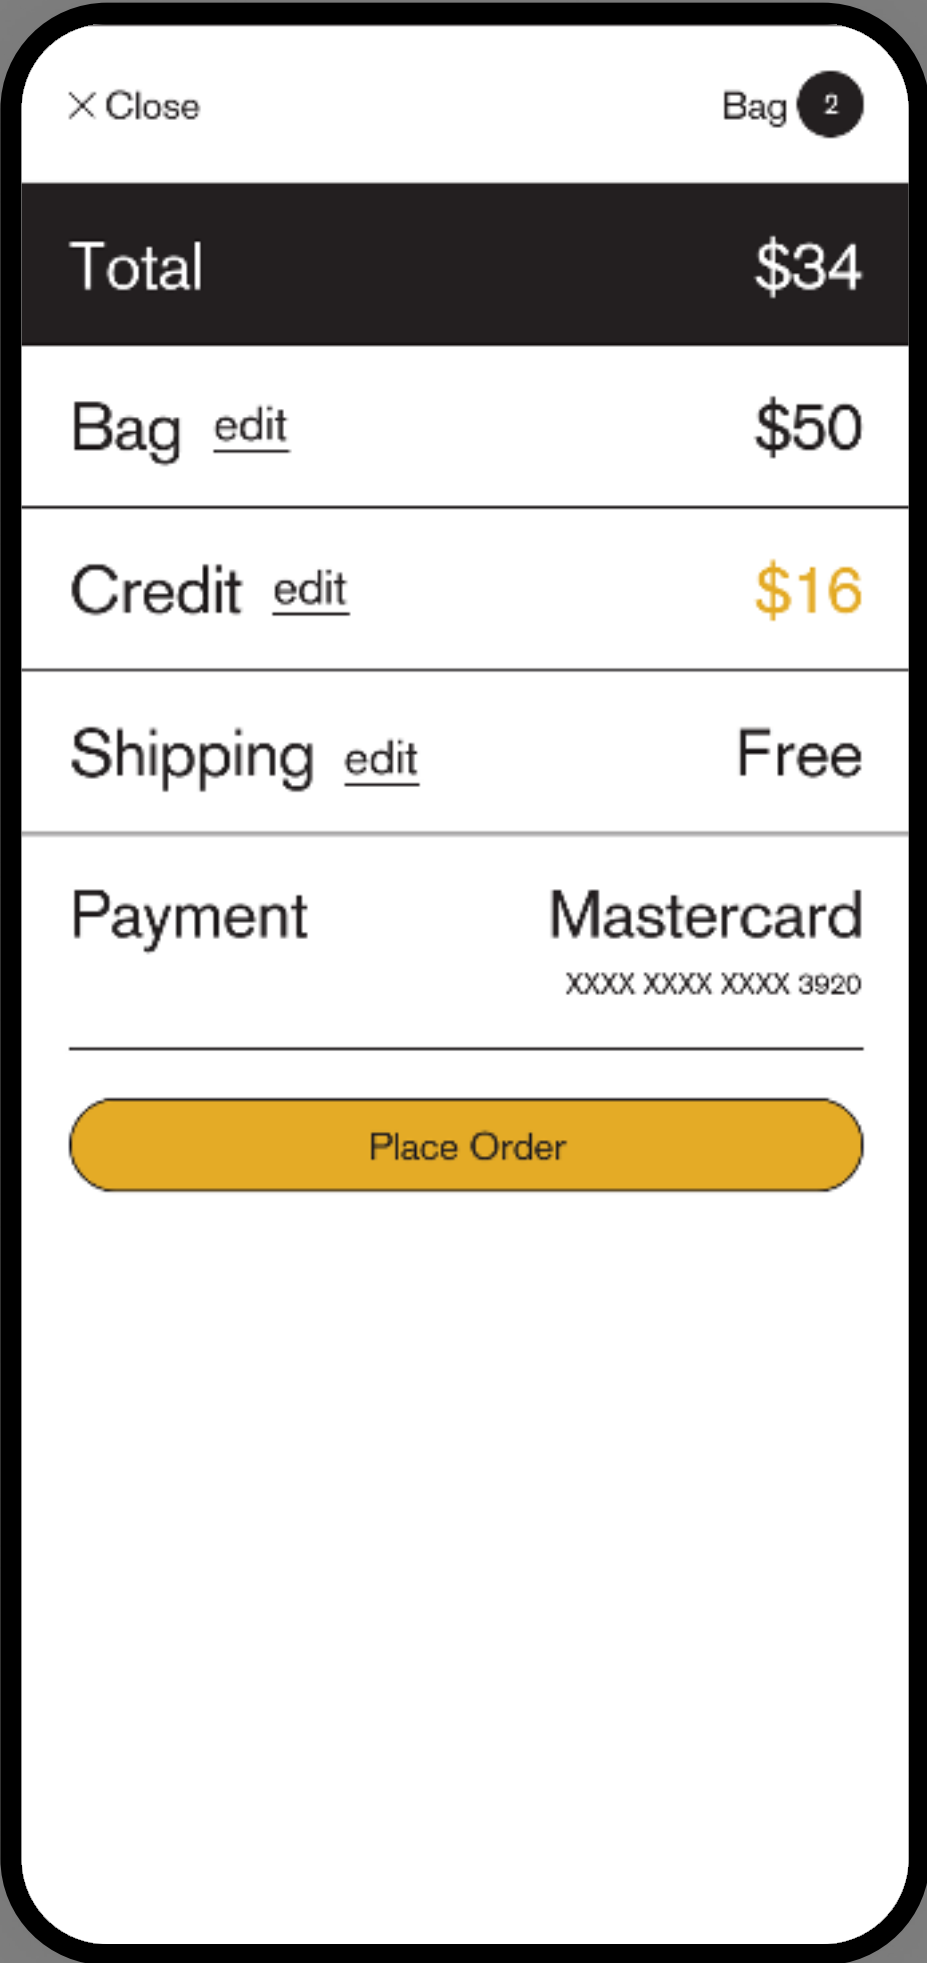 Close Bag 2
Total $34
Bag edit $50
Credit edit $16
Shipping edit Free
Payment Mastercard
XXXX XXXX XXXX 3920
Place Order